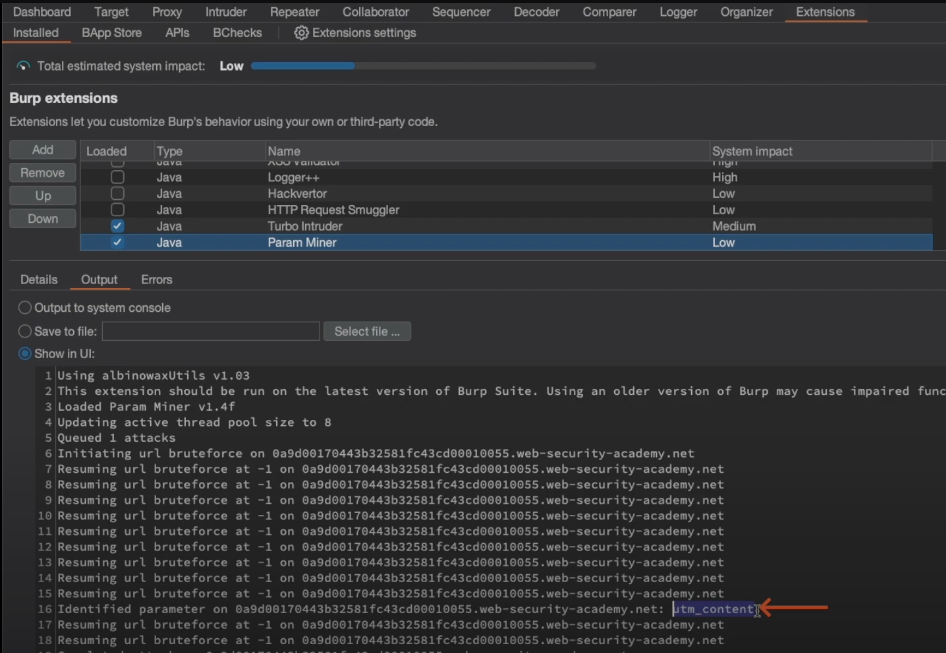 Dashboard Target Proxy Intruder Repeater Collaborator Sequencer Decoder Comparer Logger Organizer Extensions
Installed BApp Store APIs BChecks Extensions settings
Total estimated system impact: Low
Burp extensions
Extensions let you customize Burp's behavior using your own or third-party code.
Add Loaded Type Name System impact
Java XSS Validator High
Remove Java Logger++ High
Up Java Hackvertor Low
Down Java HTTP Request Smuggler Low
Java Turbo Intruder Medium
Java Param Miner Low
Details Output Errors
Output to system console
Save to file: Select file ...
Show in UI:
1 Using albinowaxUtils v1.03
2 This extension should be run on the latest version of Burp Suite. Using an older version of Burp may cause impaired func
3 Loaded Param Miner v1.4f
4 Updating active thread pool size to 8
5 Queued 1 attacks
6 Initiating url bruteforce on 0a9d00170443b32581fc43cd00010055.web-security-academy.net
7 Resuming url bruteforce at -1 on 0a9d00170443b32581fc43cd00010055.web-security-academy.net
8 Resuming url bruteforce at -1 on 0a9d00170443b32581fc43cd00010055.web-security-academy.net
9 Resuming url bruteforce at -1 on 0a9d00170443b32581fc43cd00010055.web-security-academy.net
10 Resuming url bruteforce at -1 on 0a9d00170443b32581fc43cd00010055.web-security-academy.net
11 Resuming url bruteforce at -1 on 0a9d00170443b32581fc43cd00010055.web-security-academy.net
12 Resuming url bruteforce at -1 on 0a9d00170443b32581fc43cd00010055.web-security-academy.net
13 Resuming url bruteforce at -1 on 0a9d00170443b32581fc43cd00010055.web-security-academy.net
14 Resuming url bruteforce at -1 on 0a9d00170443b32581fc43cd00010055.web-security-academy.net
15 Resuming url bruteforce at -1 on 0a9d00170443b32581fc43cd00010055.web-security-academy.net
16 Identified parameter on 0a9d00170443b32581fc43cd00010055.web-security-academy.net: utm_content
17 Resuming url bruteforce at -1 on 0a9d00170443b32581fc43cd00010055.web-security-academy.net
18 Resuming url bruteforce at -1 on 0a9d00170443b32581fc43cd00010055.web-security-academy.net